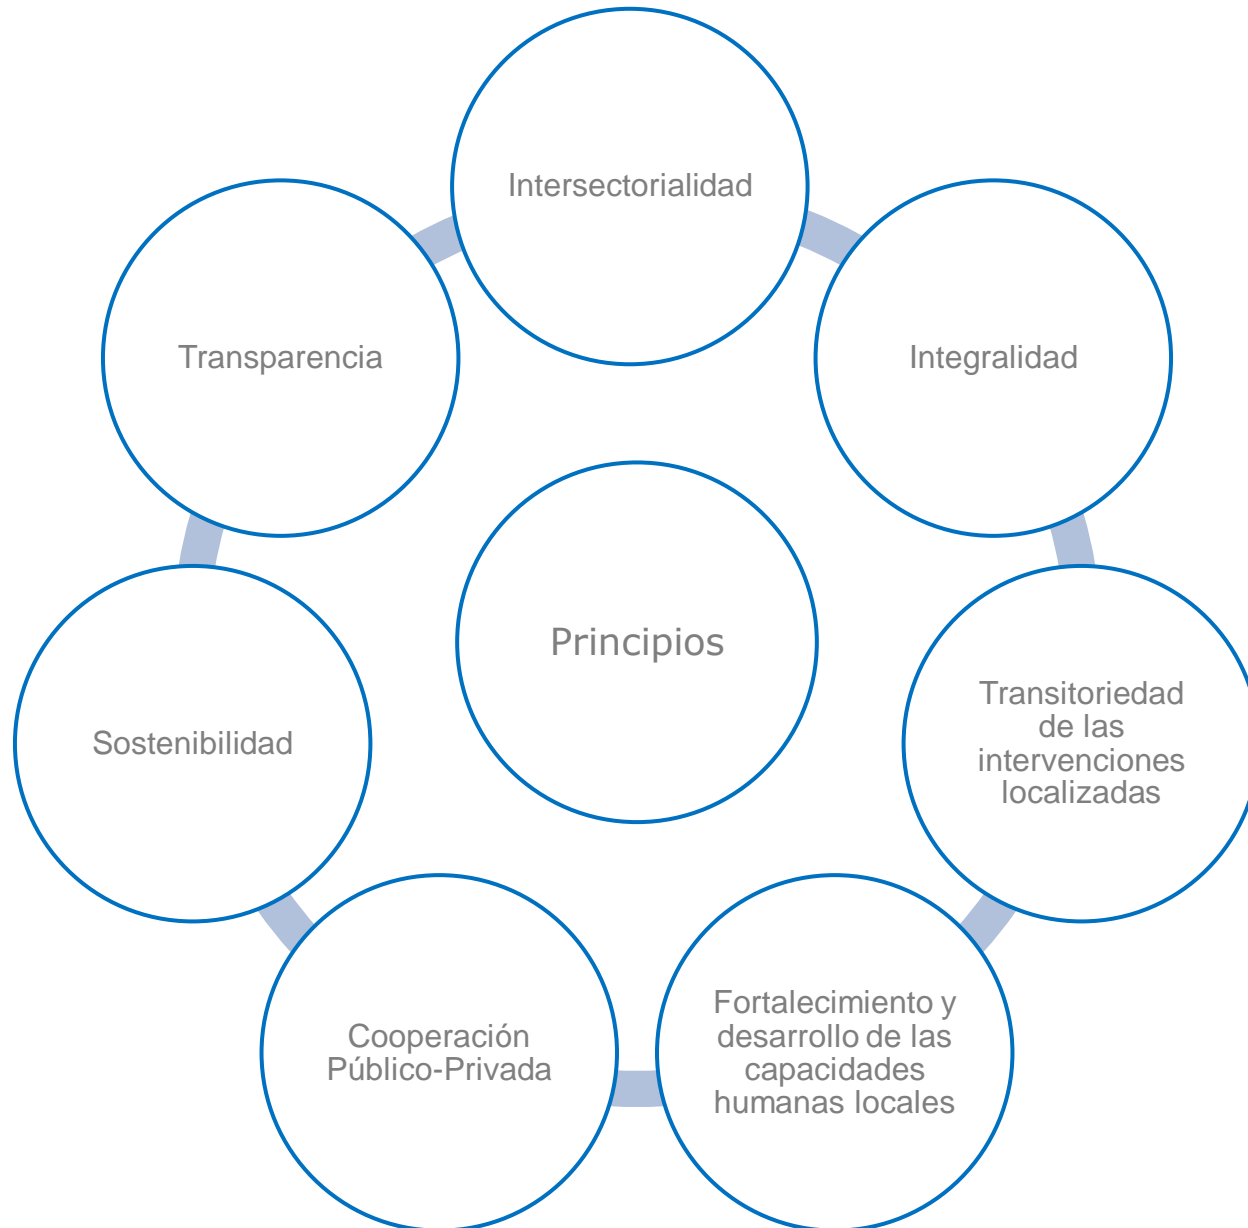 Intersectorialidad
Transparencia
Integralidad
Principios
Transitoriedad
de las
intervenciones
localizadas
Sostenibilidad
Fortalecimiento y
desarrollo de las
capacidades
humanas locales
Cooperación
Público-Privada